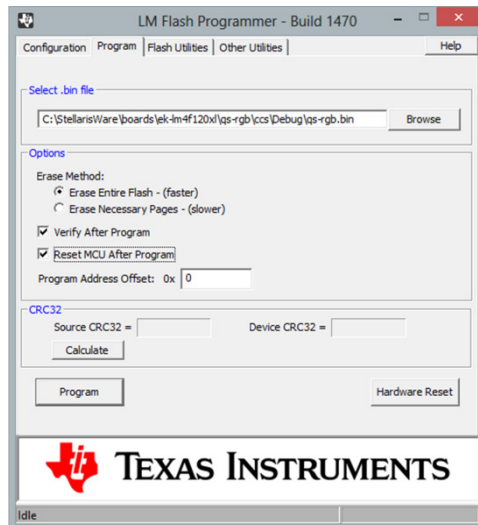 LM Flash Programmer - Build 1470
Configuration Program Flash Utilities Other Utilities Help
Select .bin file
C:\StellarisWare\boards\ek-lm4f120xl\qs-rgb\ccs\Debug\qs-rgb.bin Browse
Options
Erase Method:
Erase Entire Flash - (faster)
Erase Necessary Pages - (slower)
Verify After Program
Reset MCU After Program
Program Address Offset: 0x 0
CRC32
Source CRC32 = Device CRC32 =
Calculate
Program Hardware Reset
TEXAS INSTRUMENTS
Idle